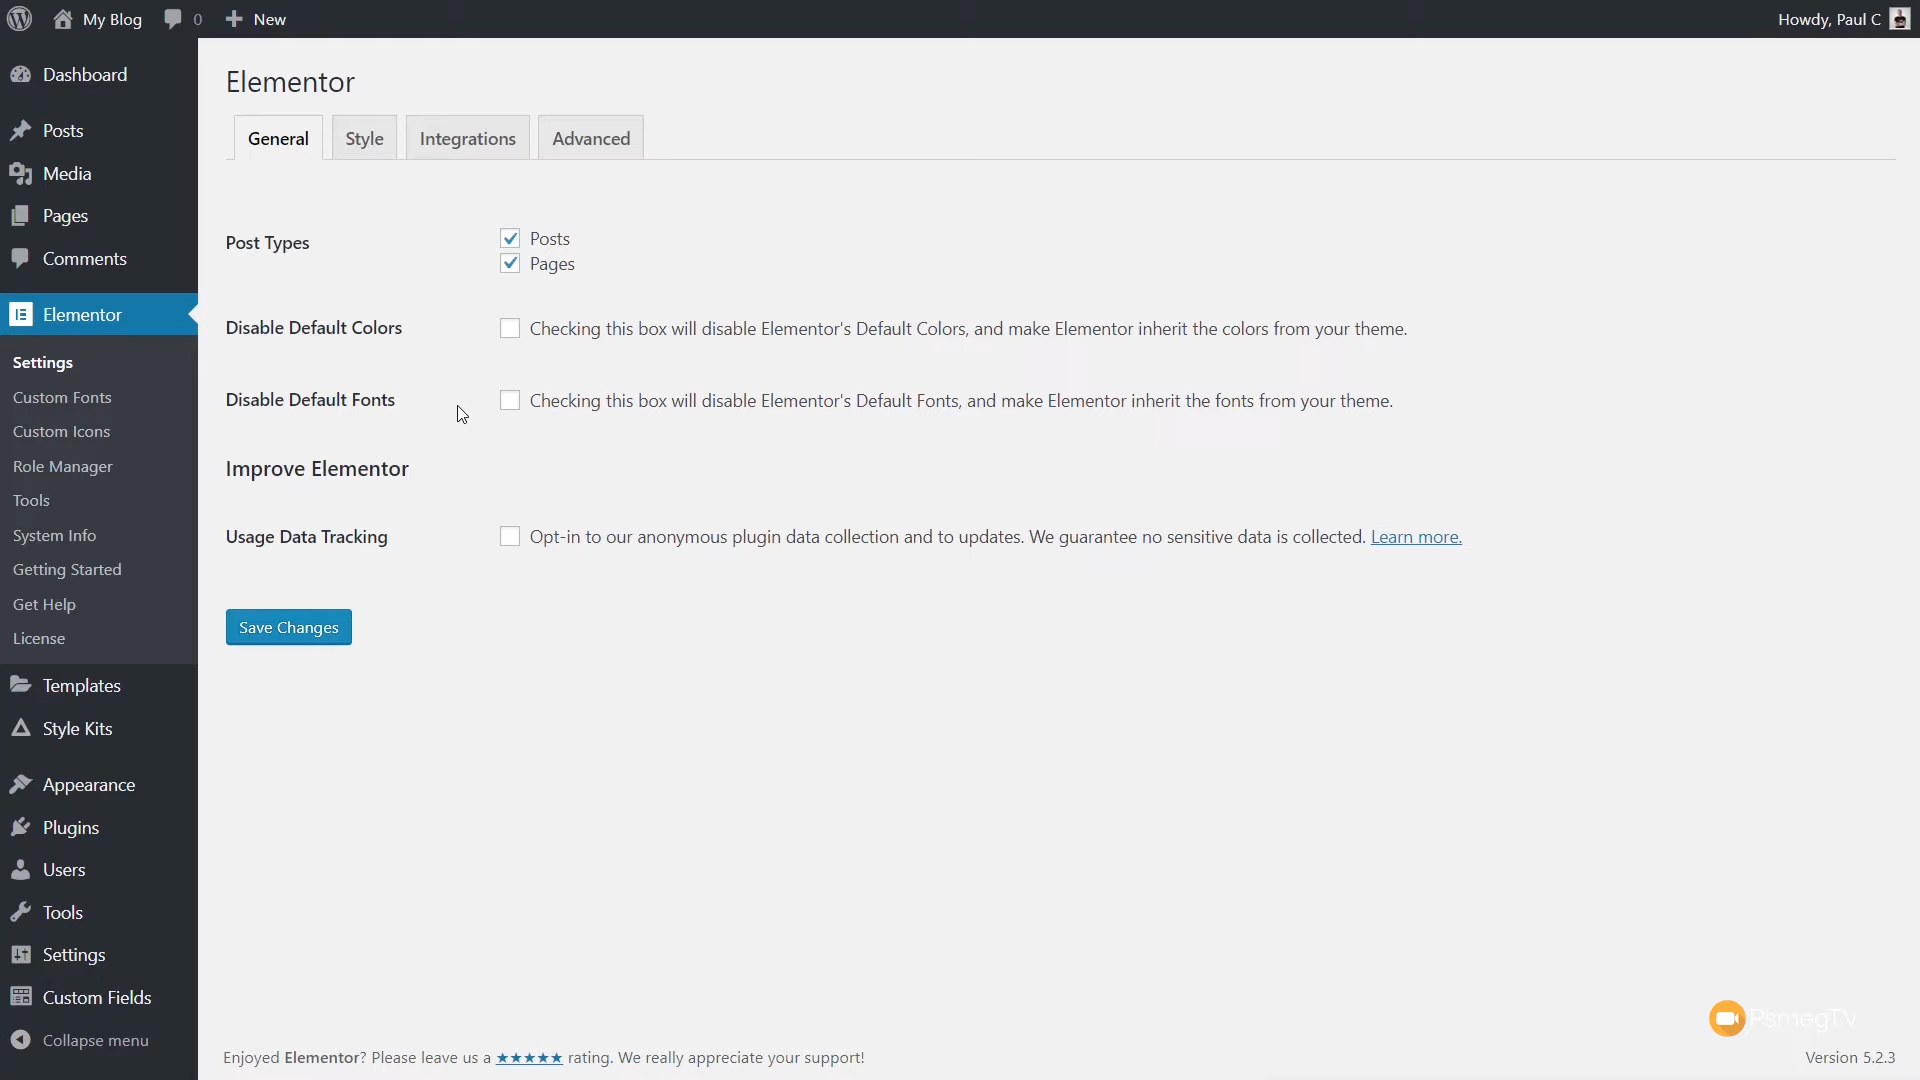 My Blog
0
New
Howdy, Paul C
Dashboard
Posts
Media
Pages
Comments
Elementor
Settings
Custom Fonts
Custom Icons
Role Manager
Tools
System Info
Getting Started
Get Help
License
Templates
Style Kits
Appearance
Plugins
Users
Tools
Settings
Custom Fields
Collapse menu
Elementor
General
Style
Integrations
Advanced
Post Types
Posts
Pages
Disable Default Colors
Checking this box will disable Elementor's Default Colors, and make Elementor inherit the colors from your theme.
Disable Default Fonts
Checking this box will disable Elementor's Default Fonts, and make Elementor inherit the fonts from your theme.
Improve Elementor
Usage Data Tracking
Opt-in to our anonymous plugin data collection and to updates. We guarantee no sensitive data is collected. Learn more.
Save Changes
PsmegTV
Enjoyed Elementor? Please leave us a ★★★★★ rating. We really appreciate your support!
Version 5.2.3